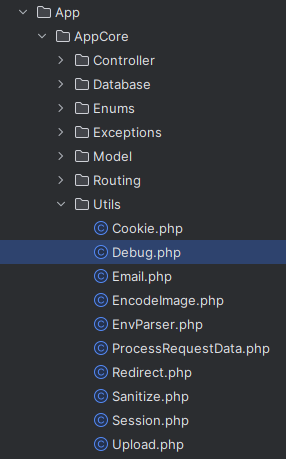 App
AppCore
Controller
Database
Enums
Exceptions
Model
Routing
Utils
Cookie.php
Debug.php
Email.php
EncodeImage.php
EnvParser.php
ProcessRequestData.php
Redirect.php
Sanitize.php
Session.php
Upload.php